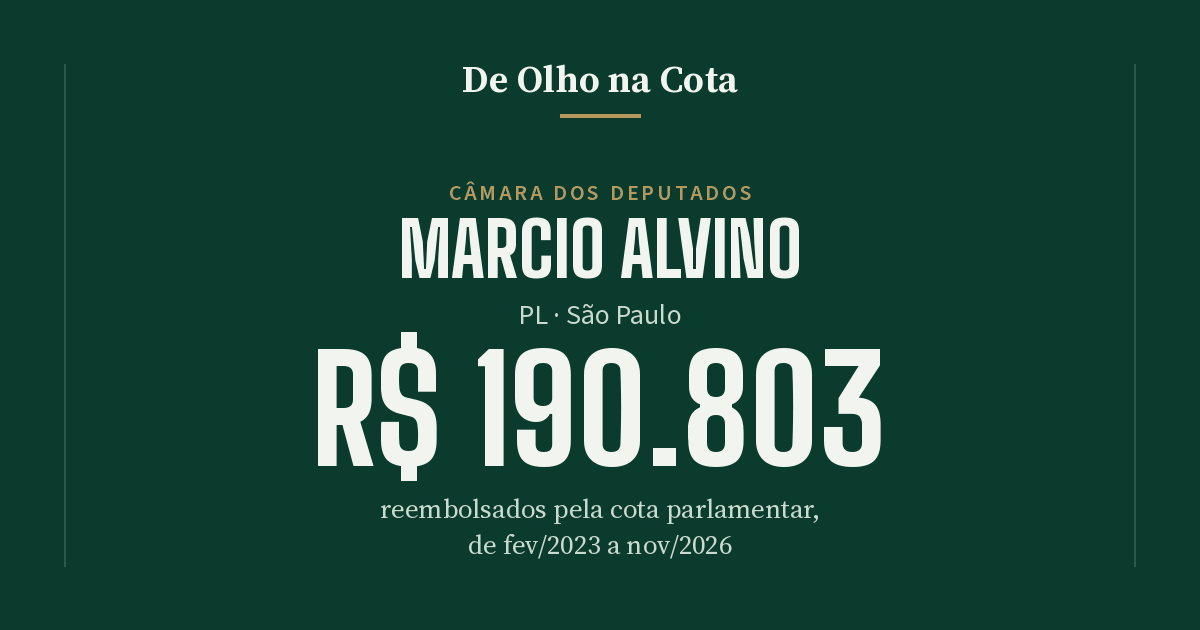 De Olho na Cota
CÂMARA DOS DEPUTADOS
MARCIO ALVINO
PL · São Paulo
R$ 190.803
reembolsados pela cota parlamentar,
de fev/2023 a nov/2026